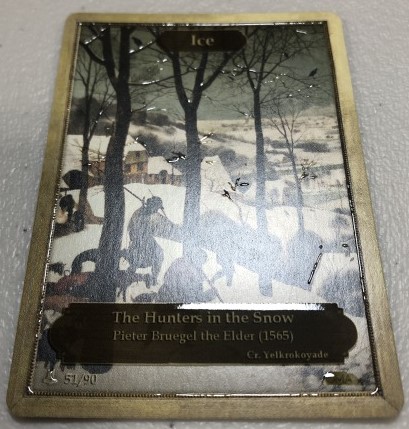 Ice
The Hunters in the Snow
Pieter Bruegel the Elder (1565)
Cr. Yelkrokoyade
51/90